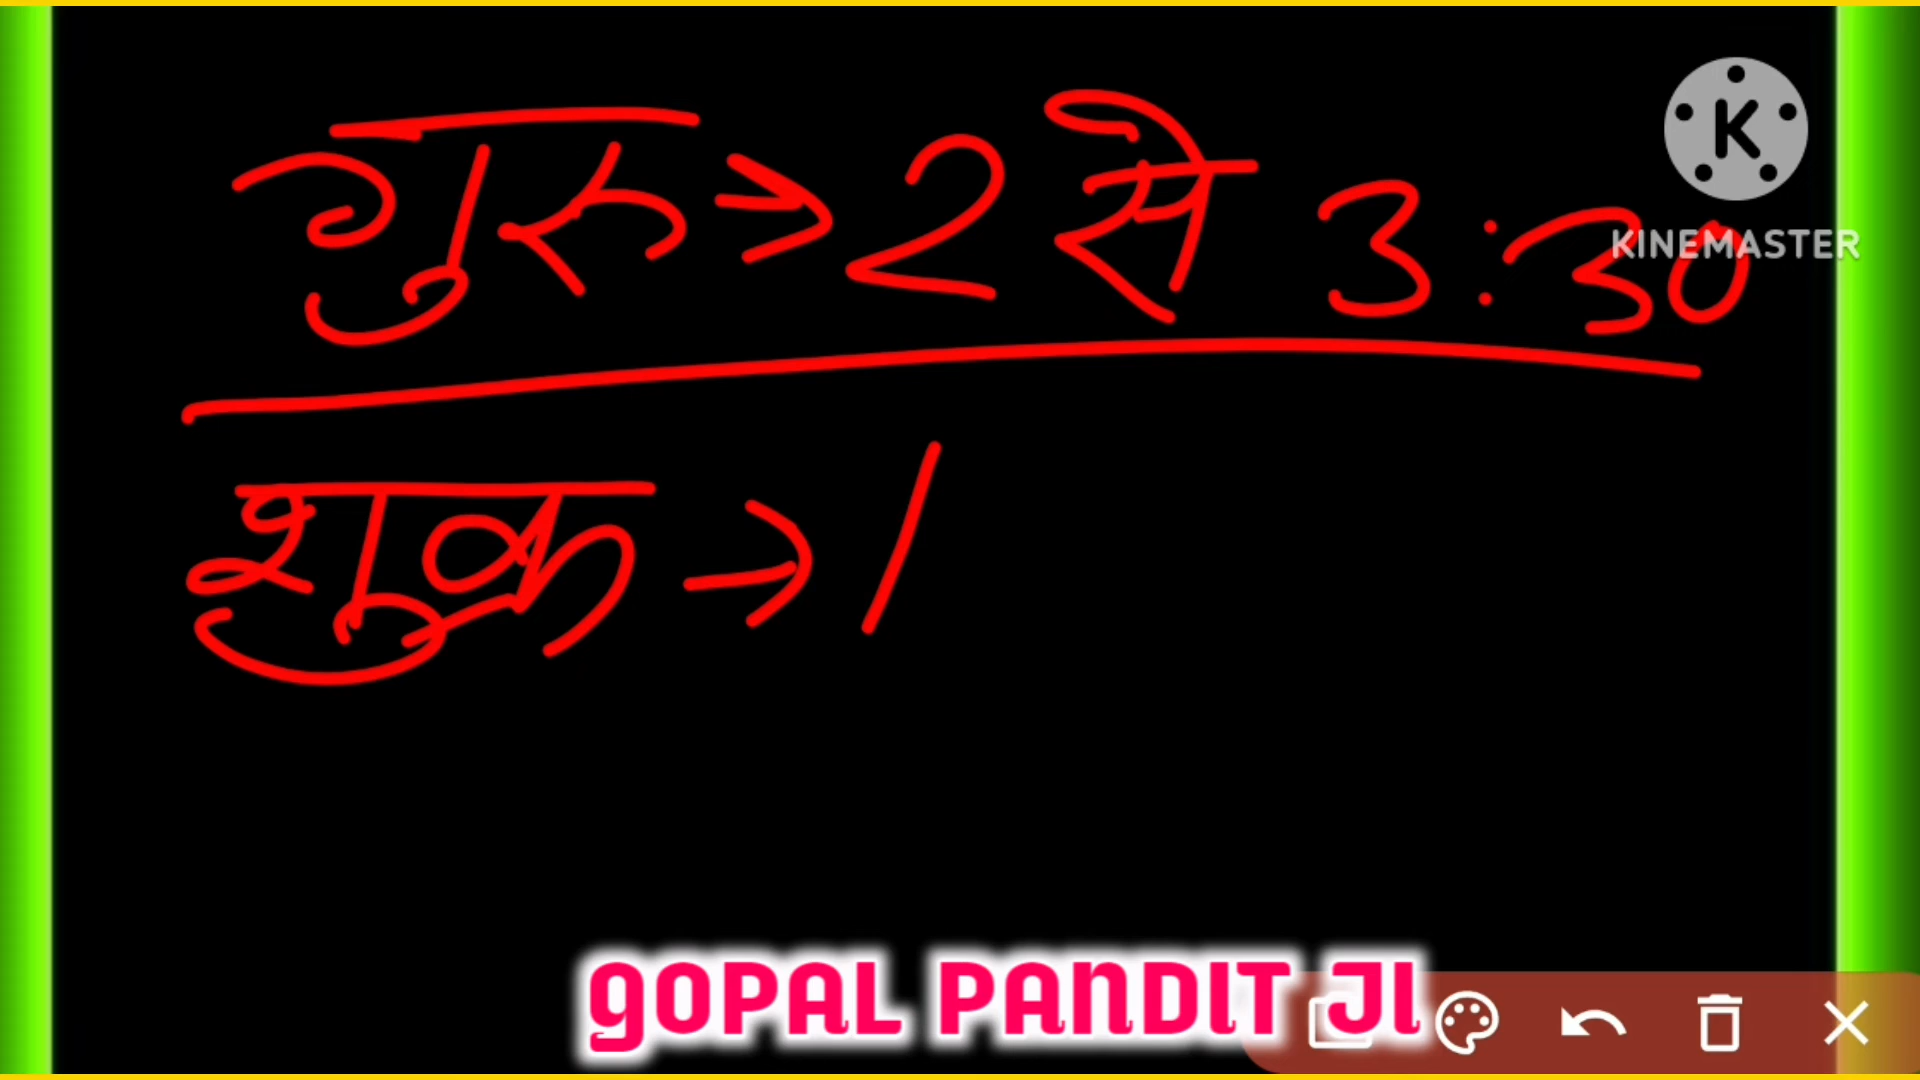 गुरु → 2 से 3:30
KINEMASTER
शुक्र → 1
GOPAL PANDIT JI